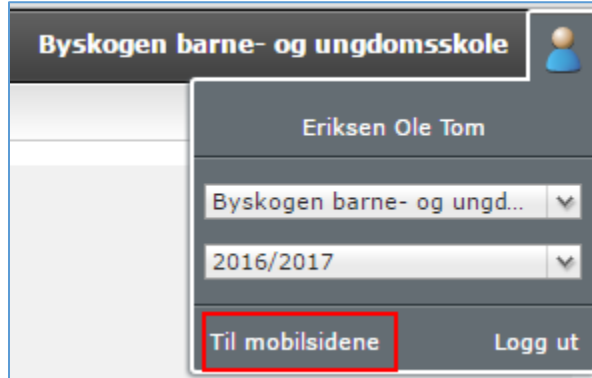 Byskogen barne- og ungdomsskole
Eriksen Ole Tom
Byskogen barne- og ungd...
2016/2017
Til mobilsidene Logg ut